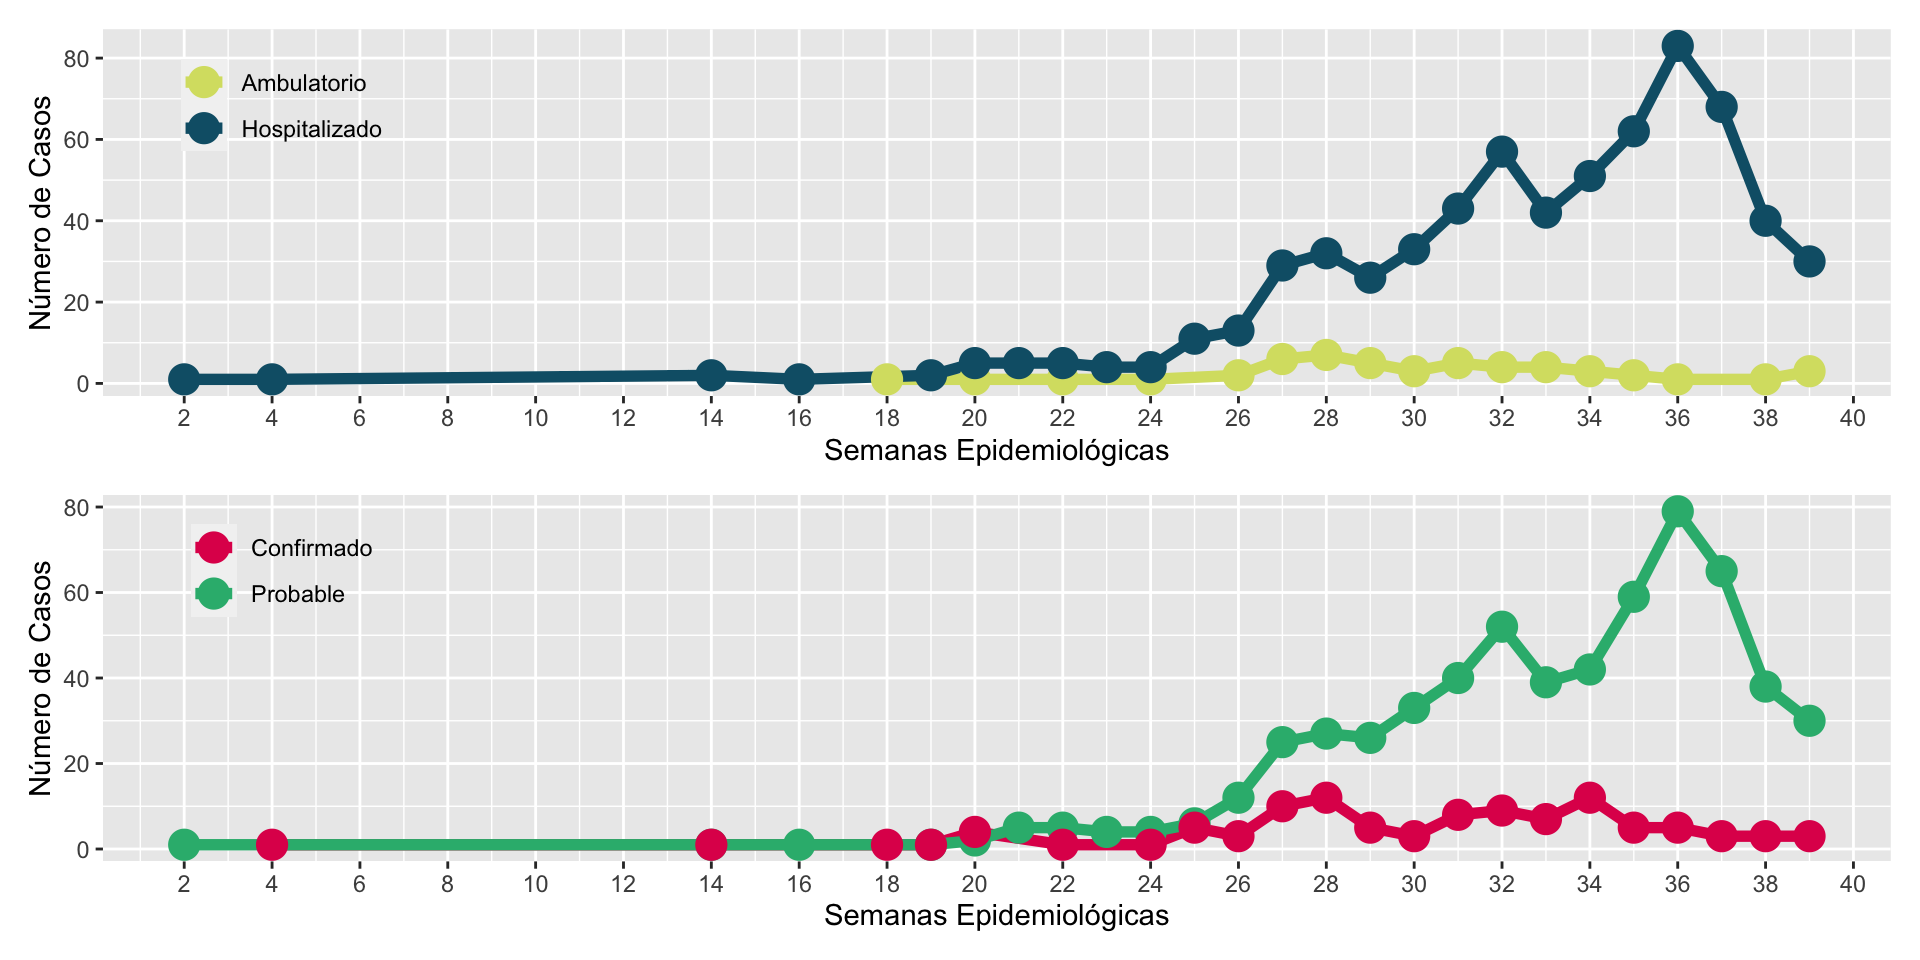 Número de Casos
80
60
40
20
0
Ambulatorio
Hospitalizado
2 4 6 8 10 12 14 16 18 20 22 24 26 28 30 32 34 36 38 40
Semanas Epidemiológicas
Número de Casos
80
60
40
20
0
Confirmado
Probable
2 4 6 8 10 12 14 16 18 20 22 24 26 28 30 32 34 36 38 40
Semanas Epidemiológicas